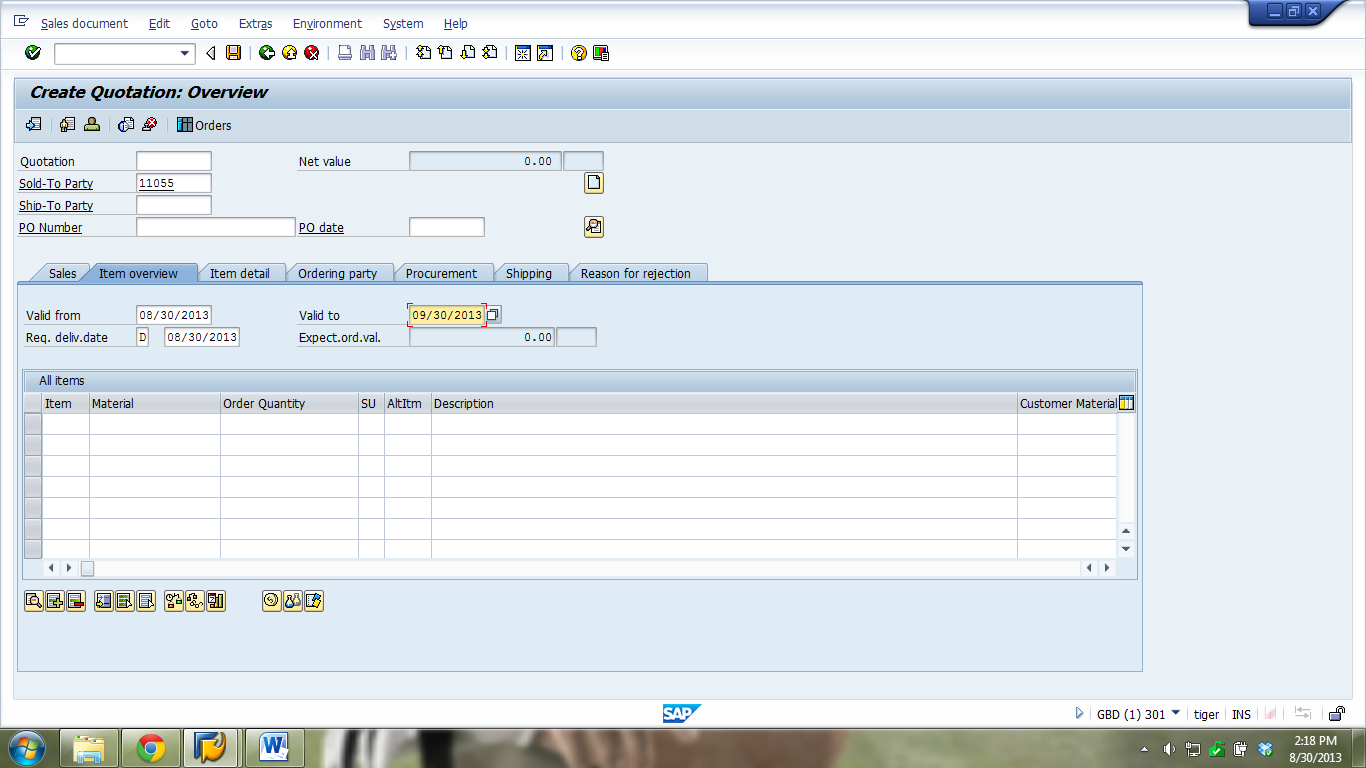 Sales document Edit Goto Extras Environment System Help
Create Quotation: Overview
Orders
Quotation Net value 0.00
Sold-To Party 11055
Ship-To Party
PO Number PO date
Sales Item overview Item detail Ordering party Procurement Shipping Reason for rejection
Valid from 08/30/2013 Valid to 09/30/2013
Req. deliv.date D 08/30/2013 Expect.ord.val. 0.00
All items
Item Material Order Quantity SU AltItm Description Customer Material
SAP GBD (1) 301 tiger INS
2:18 PM
8/30/2013